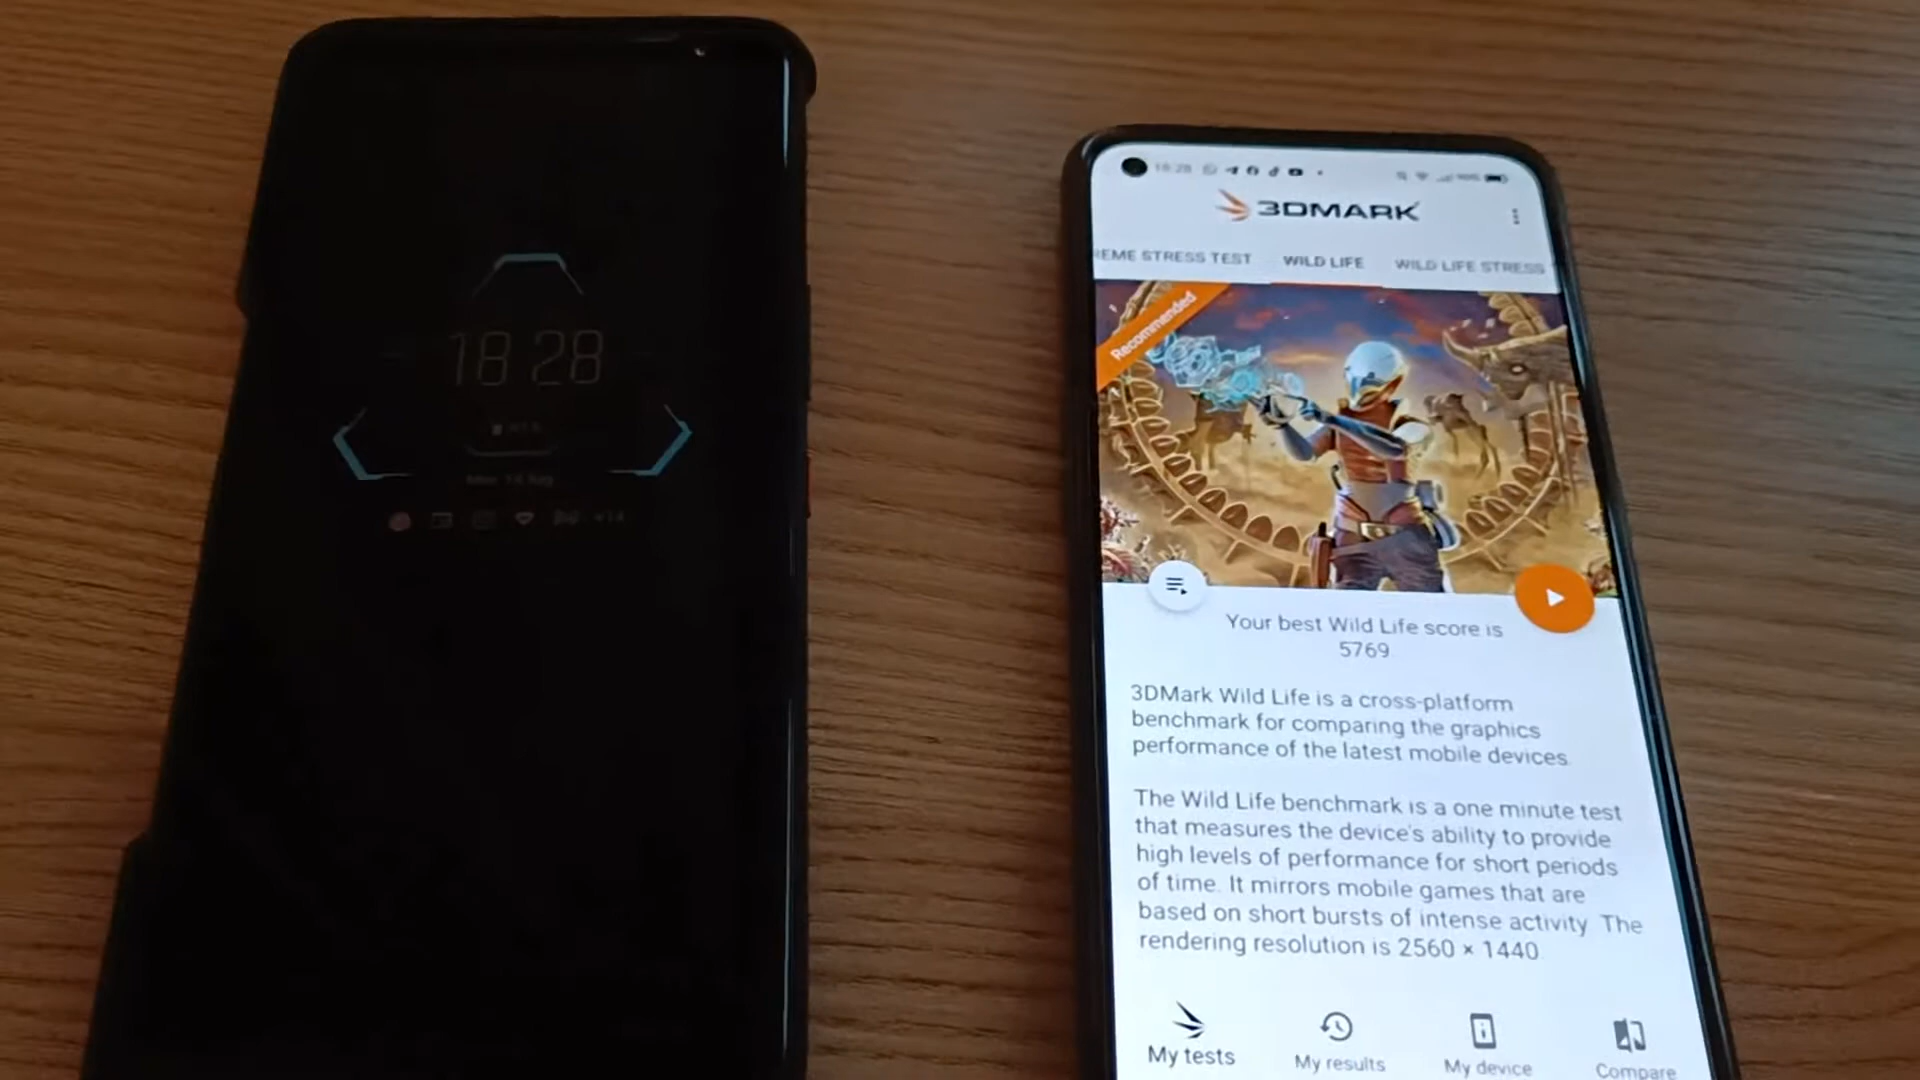 18 28
18:28
3DMARK
REME STRESS TEST WILD LIFE WILD LIFE STRESS
Recommended
Your best Wild Life score is
5769
3DMark Wild Life is a cross-platform
benchmark for comparing the graphics
performance of the latest mobile devices.
The Wild Life benchmark is a one minute test
that measures the device's ability to provide
high levels of performance for short periods
of time. It mirrors mobile games that are
based on short bursts of intense activity. The
rendering resolution is 2560 × 1440.
My tests My results My device Compare